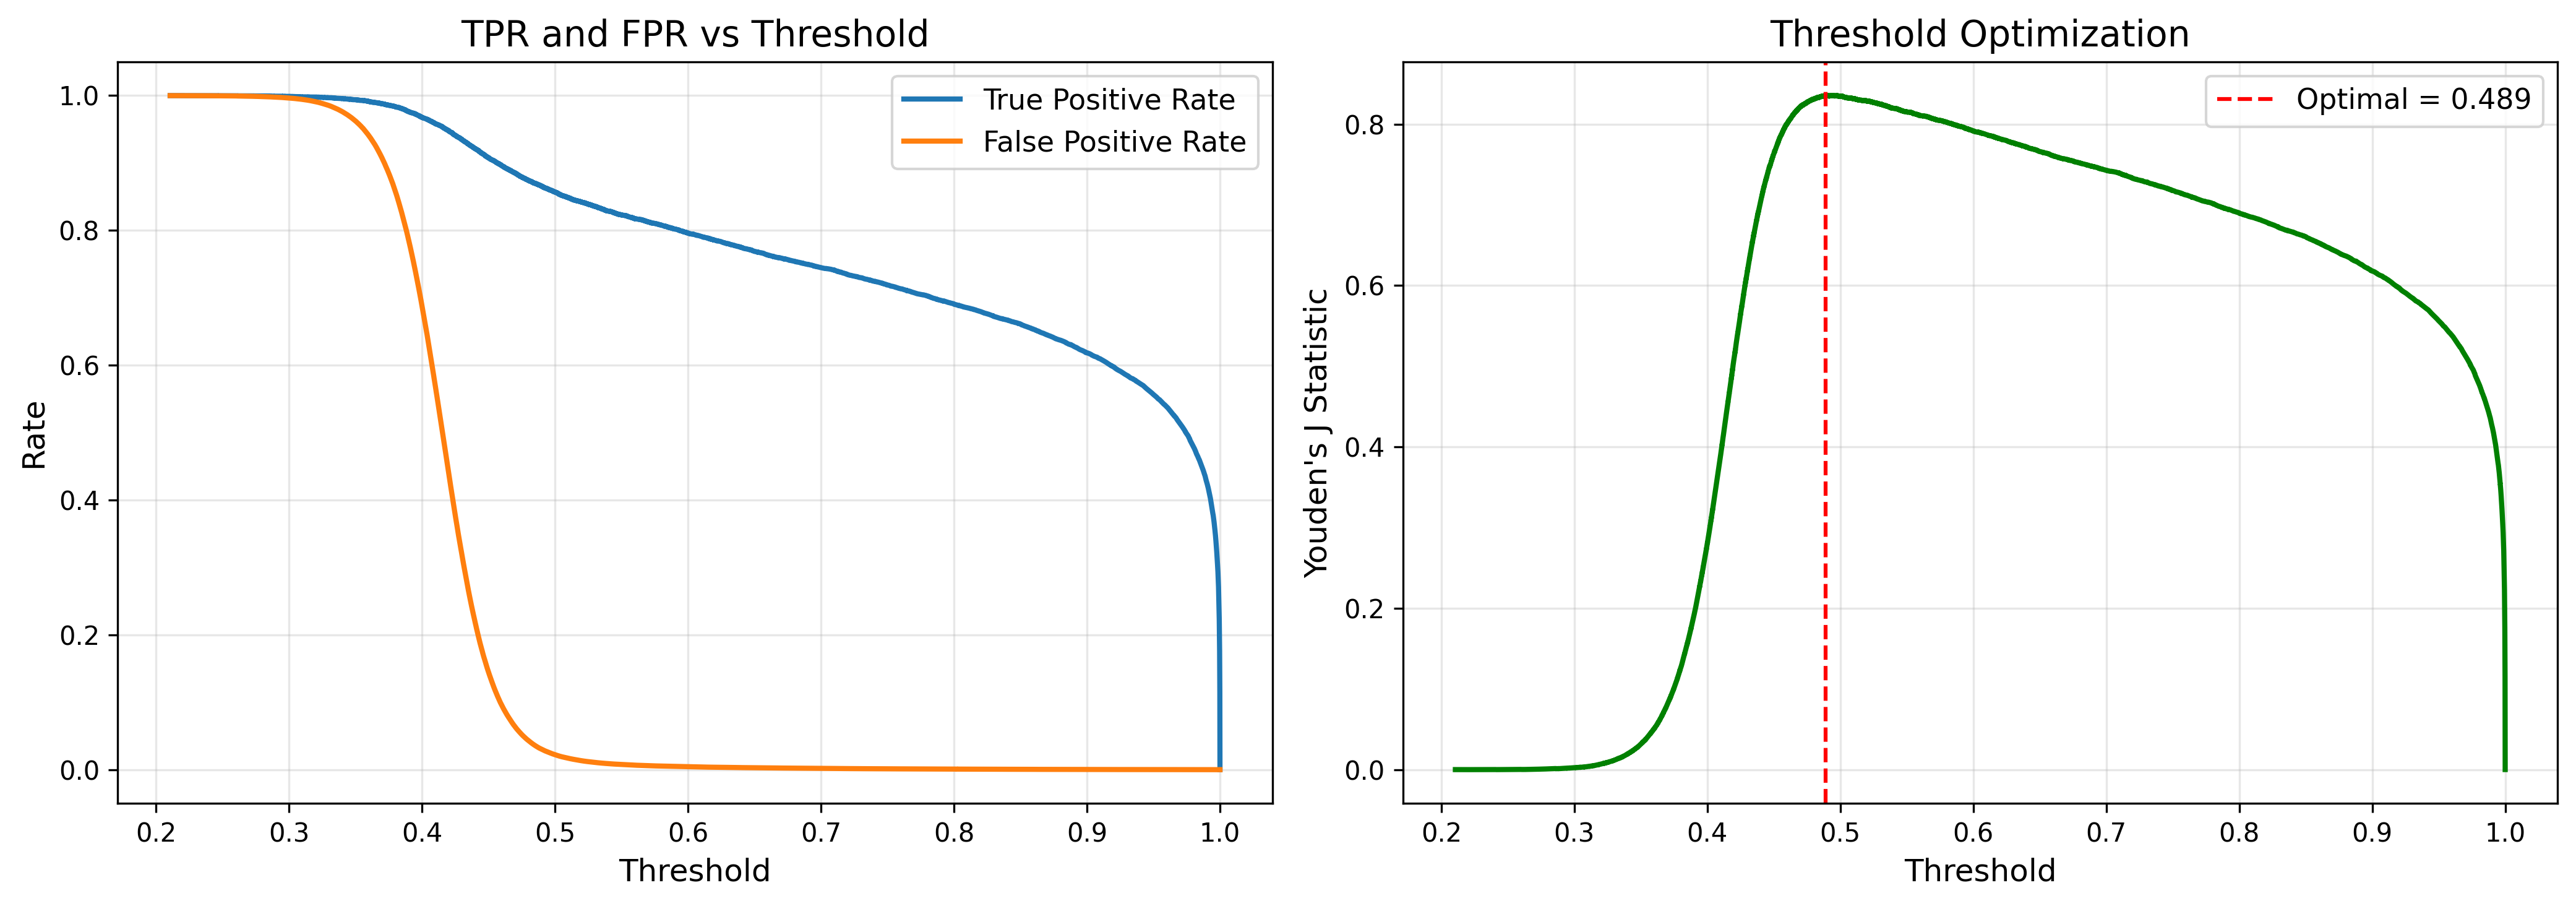 TPR and FPR vs Threshold
True Positive Rate
False Positive Rate
1.0
0.8
0.6
0.4
0.2
0.0
Rate
0.2 0.3 0.4 0.5 0.6 0.7 0.8 0.9 1.0
Threshold
Threshold Optimization
Optimal = 0.489
0.8
0.6
0.4
0.2
0.0
Youden's J Statistic
0.2 0.3 0.4 0.5 0.6 0.7 0.8 0.9 1.0
Threshold